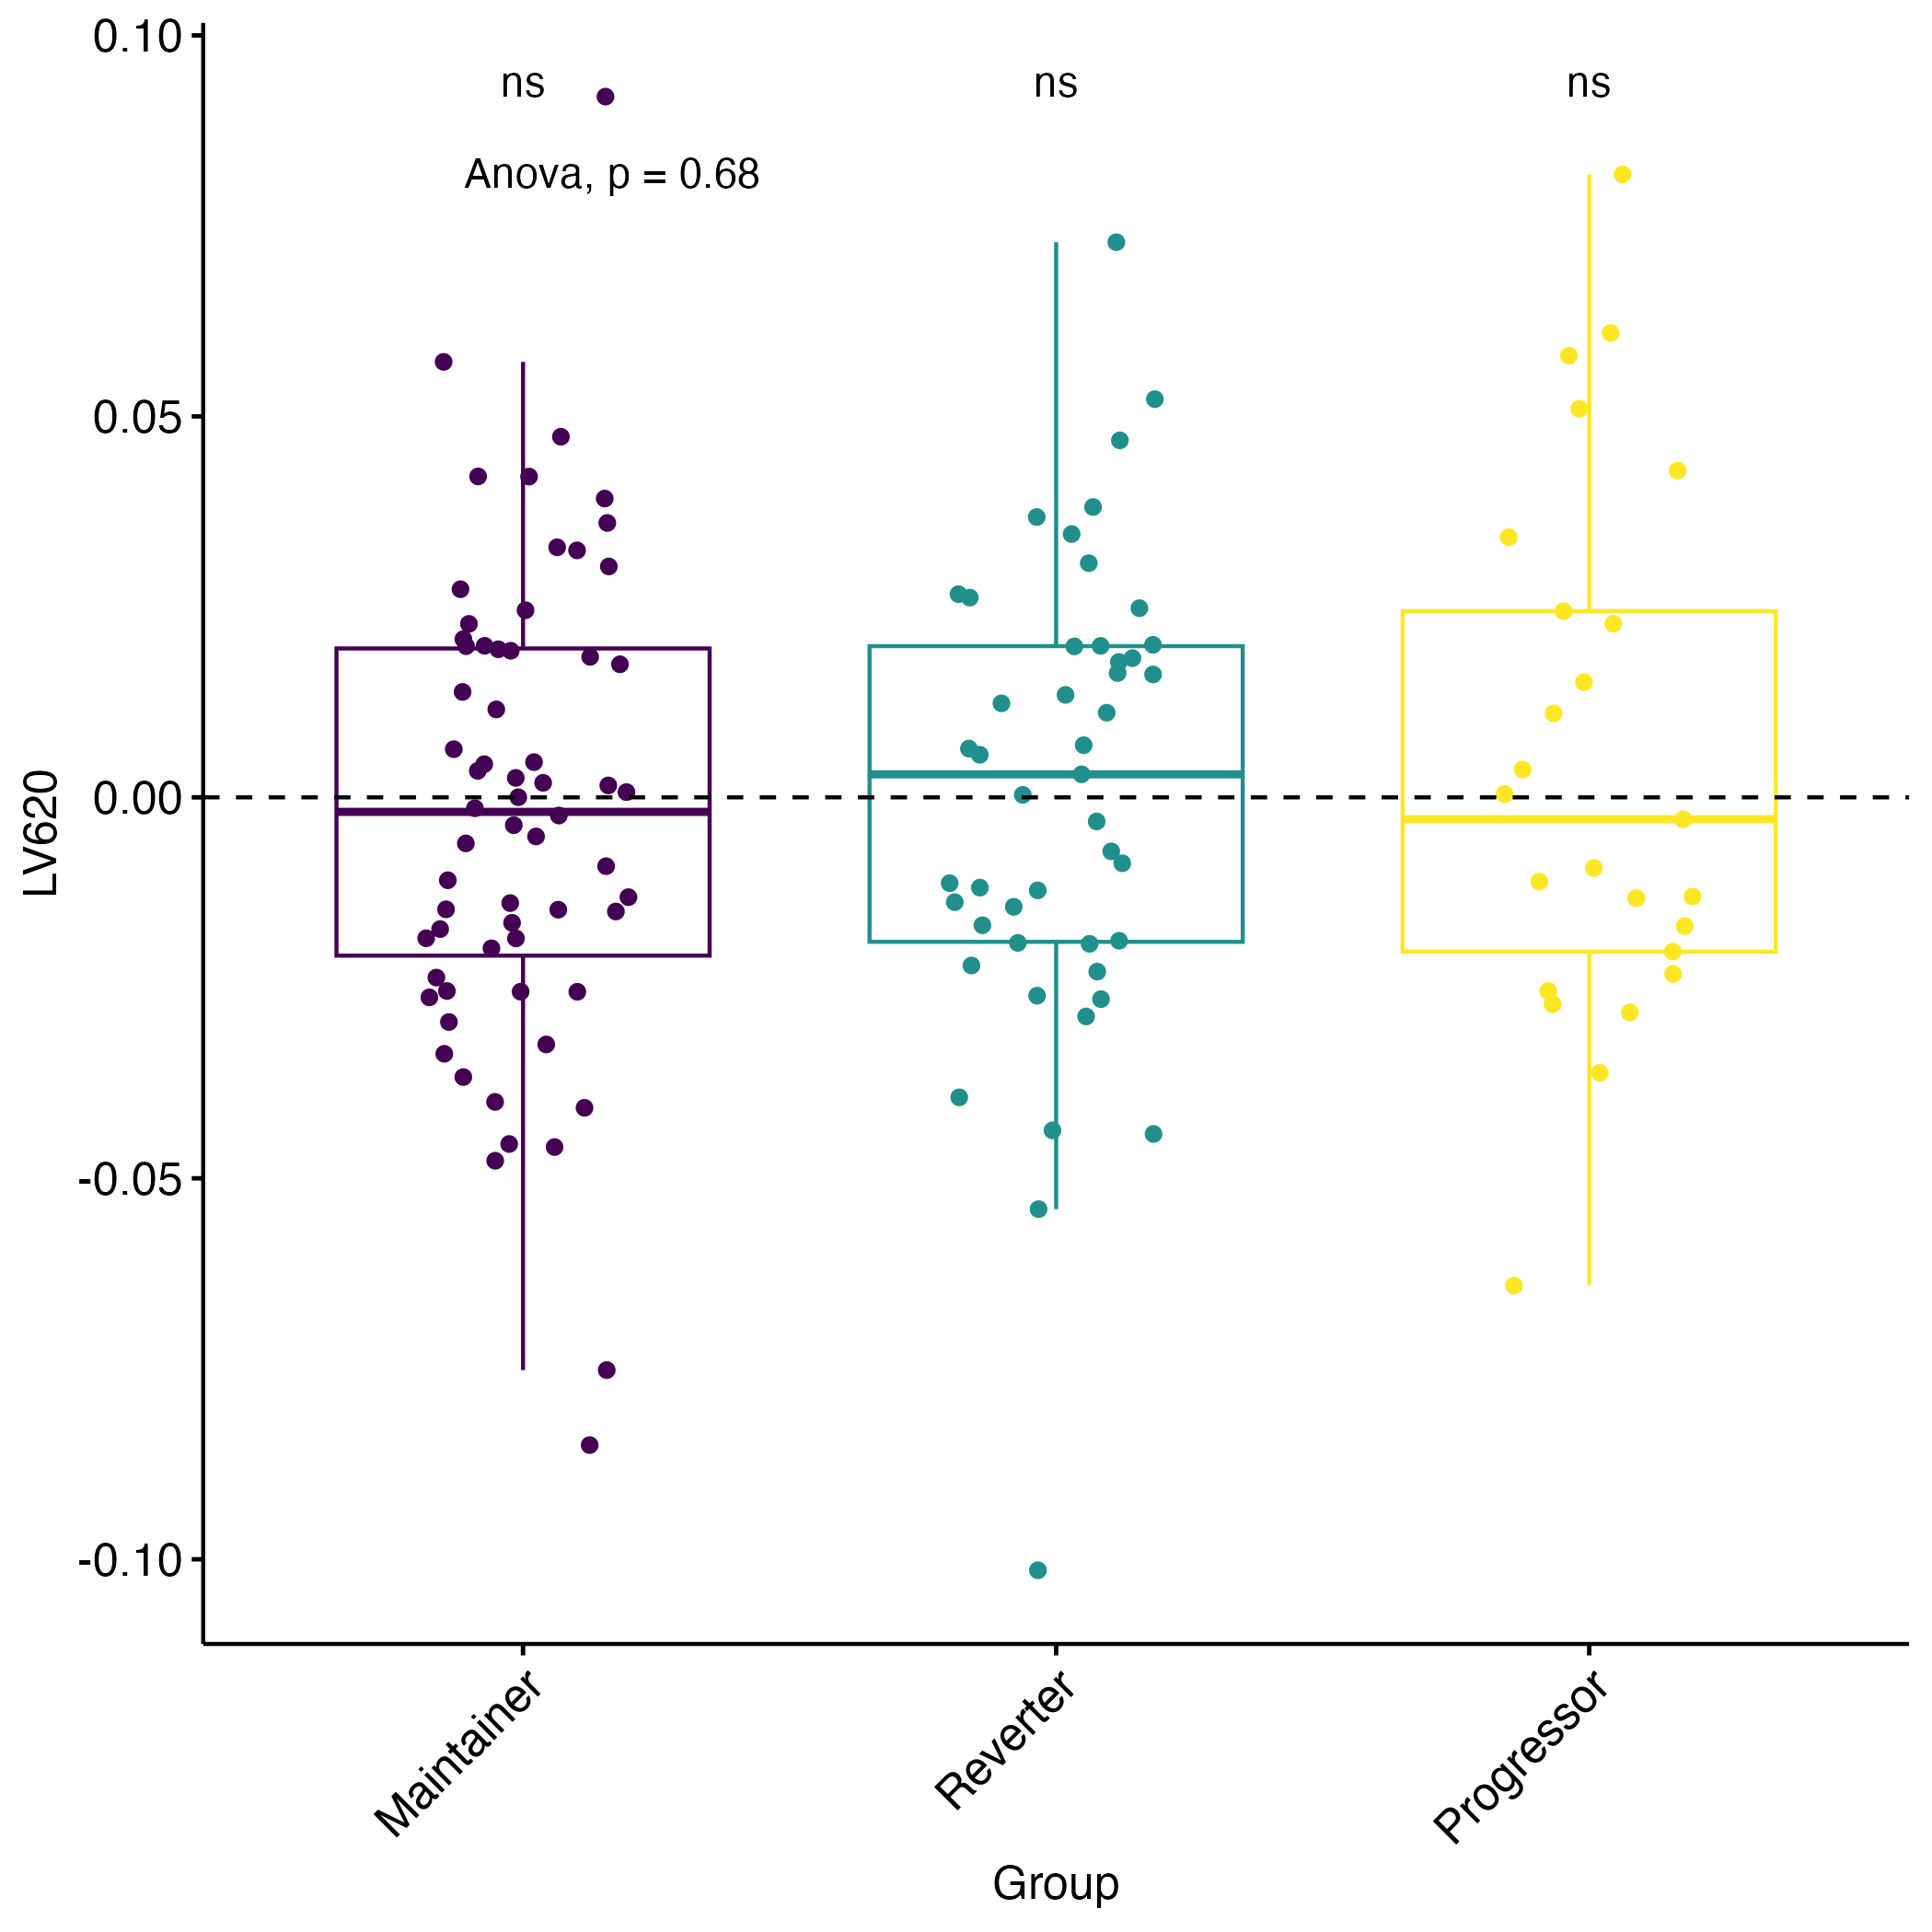 0.10
ns ns ns
Anova, p = 0.68
0.05
0.00
LV620
-0.05
-0.10
Maintainer
Reverter
Progressor
Group